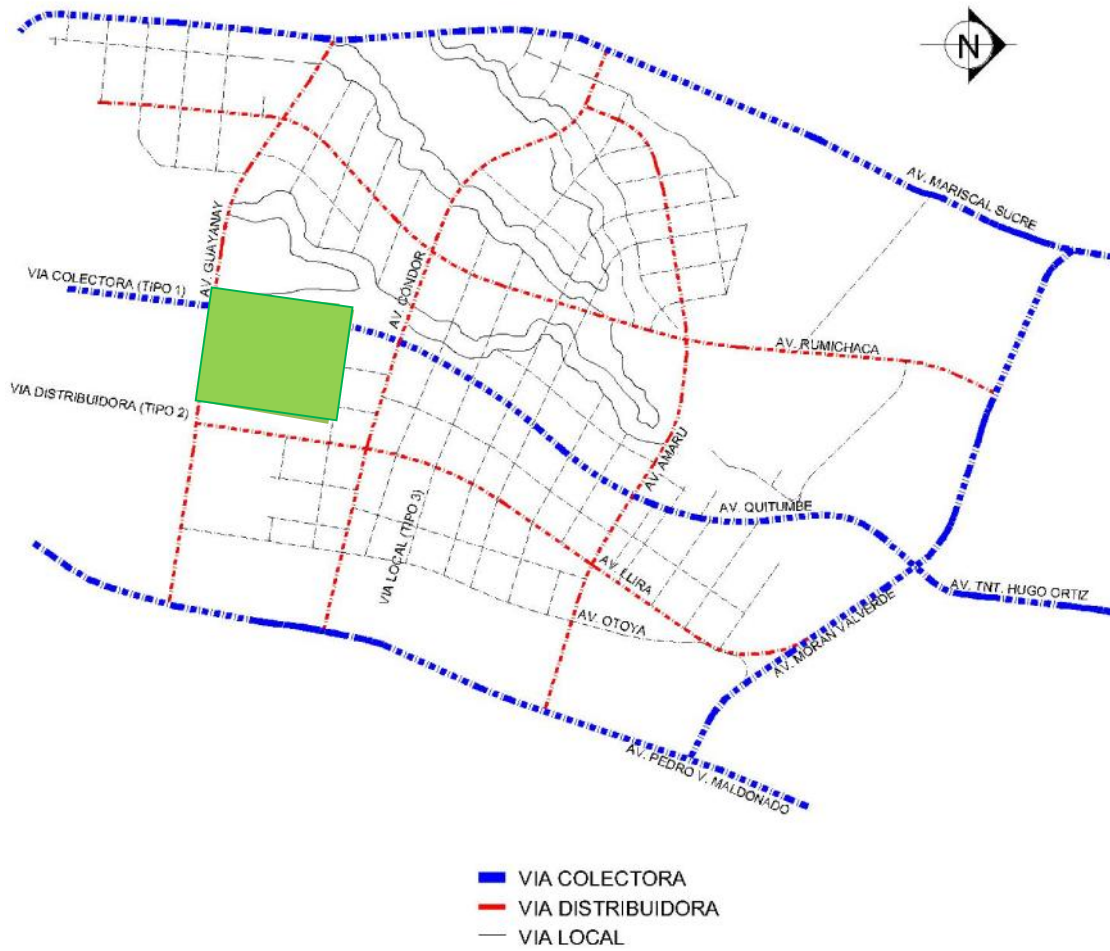 N
AV. MARISCAL SUCRE
AV. GUAYANAY
VIA COLECTORA (TIPO 1)
AV. CONDOR
AV. RUMICHACA
VIA DISTRIBUIDORA (TIPO 2)
AV. AMARU
AV. QUITUMBE
VIA LOCAL (TIPO 3)
AV. LLIRA
AV. TNT. HUGO ORTIZ
AV. OTOYA
AV. MORAN VALVERDE
AV. PEDRO V. MALDONADO
VIA COLECTORA
VIA DISTRIBUIDORA
VIA LOCAL